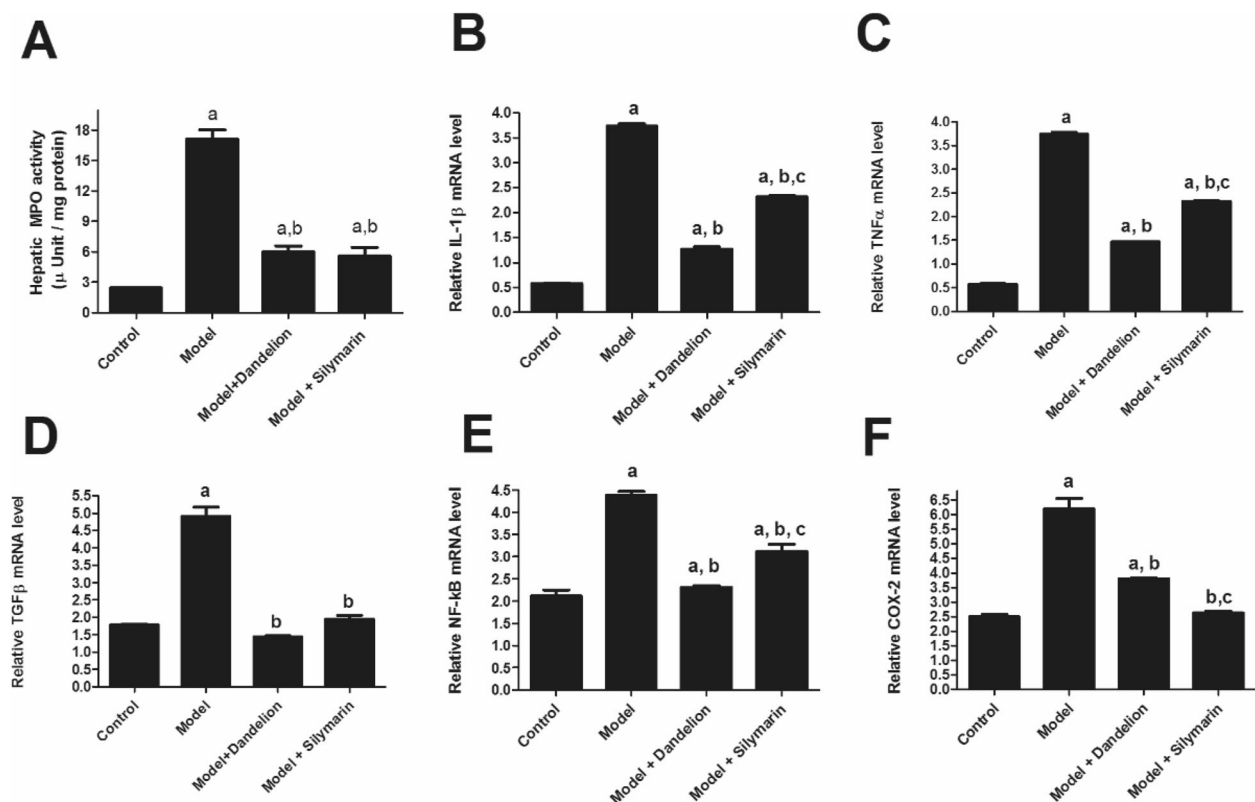 A
Hepatic MPO activity
(μ Unit / mg protein)
18
15
12
9
6
3
0
a
a,b
a,b
Control
Model
Model+Dandelion
Model + Silymarin
B
Relative IL-1β mRNA level
4.0
3.5
3.0
2.5
2.0
1.5
1.0
0.5
0.0
a
a, b
a, b,c
Control
Model
Model + Dandelion
Model + Silymarin
C
Relative TNFα mRNA level
4.0
3.5
3.0
2.5
2.0
1.5
1.0
0.5
0.0
a
a, b
a, b,c
Control
Model
Model + Dandelion
Model + Silymarin
D
Relative TGFβ mRNA level
5.5
5.0
4.5
4.0
3.5
3.0
2.5
2.0
1.5
1.0
0.5
0.0
a
b
b
Control
Model
Model+Dandelion
Model + Silymarin
E
Relative NF-kB mRNA level
4.5
4.0
3.5
3.0
2.5
2.0
1.5
1.0
0.5
0.0
a
a, b
a, b, c
Control
Model
Model + Dandelion
Model + Silymarin
F
Relative COX-2 mRNA level
6.5
6.0
5.5
5.0
4.5
4.0
3.5
3.0
2.5
2.0
1.5
1.0
0.5
0.0
a
a, b
b,c
Control
Model
Model + Dandelion
Model + Silymarin